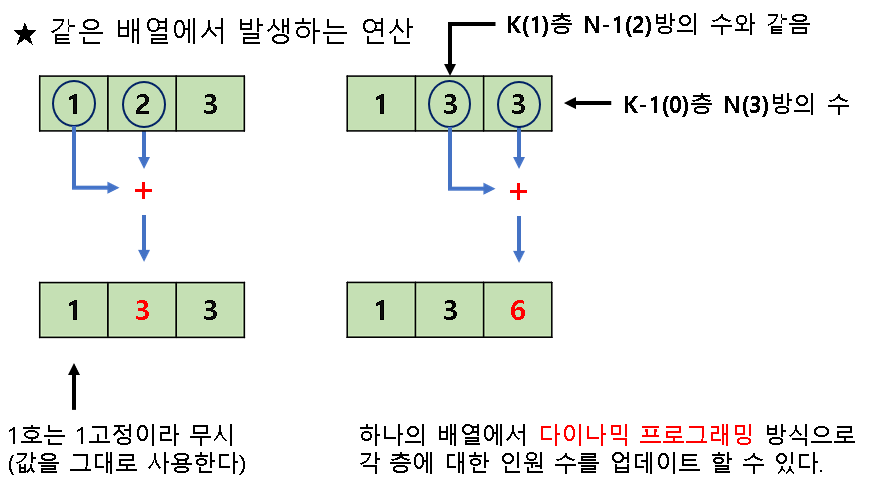 ★ 같은 배열에서 발생하는 연산
K(1)층 N-1(2)방의 수와 같음
1 2 3
1 3 3
K-1(0)층 N(3)방의 수
+
+
1 3 3
1 3 6
1호는 1고정이라 무시
(값을 그대로 사용한다)
하나의 배열에서 다이나믹 프로그래밍 방식으로
각 층에 대한 인원 수를 업데이트 할 수 있다.